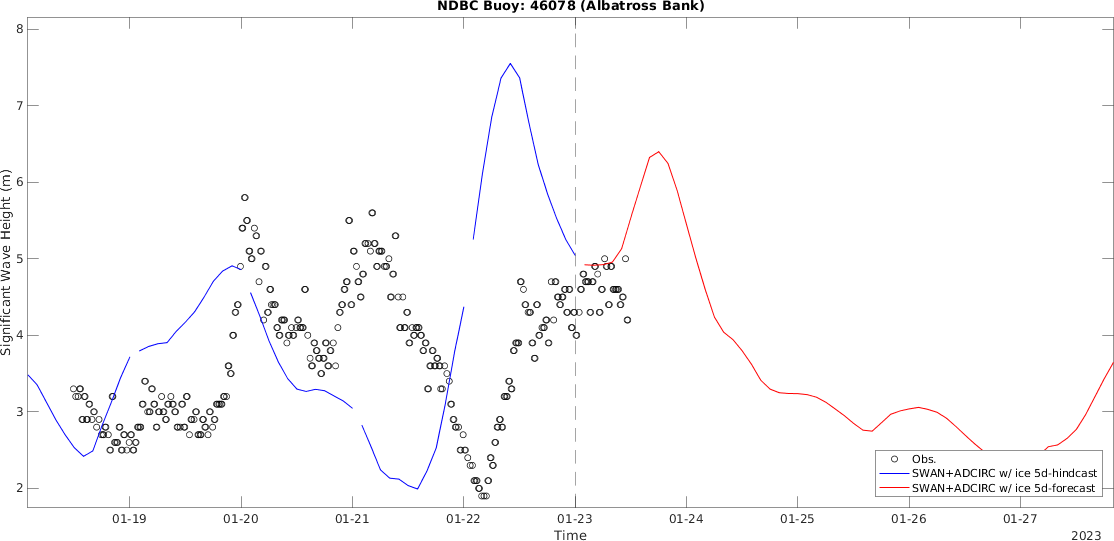 NDBC Buoy: 46078 (Albatross Bank)
Significant Wave Height (m)
8
7
6
5
4
3
2
Obs.
SWAN+ADCIRC w/ ice 5d-hindcast
SWAN+ADCIRC w/ ice 5d-forecast
01-19 01-20 01-21 01-22 01-23 01-24 01-25 01-26 01-27
Time
2023